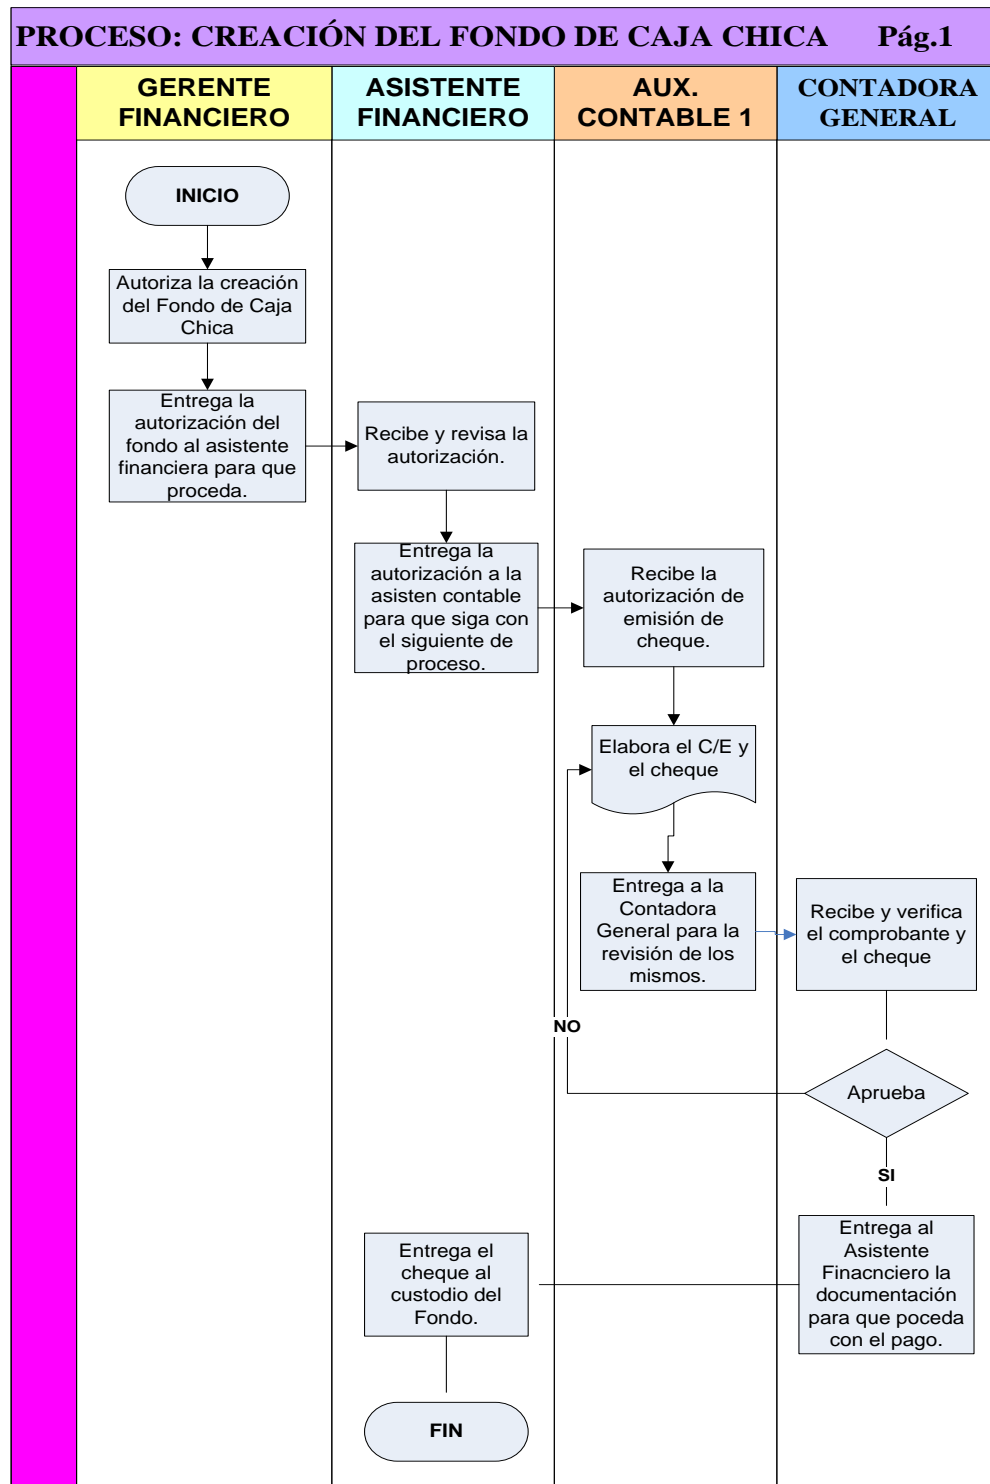 PROCESO: CREACIÓN DEL FONDO DE CAJA CHICA Pág.1
GERENTE
FINANCIERO
ASISTENTE
FINANCIERO
AUX.
CONTABLE 1
CONTADORA
GENERAL
INICIO
Autoriza la creación
del Fondo de Caja
Chica
Entrega la
autorización del
fondo al asistente
financiera para que
proceda.
Recibe y revisa la
autorización.
Entrega la
autorización a la
asisten contable
para que siga con
el siguiente de
proceso.
Recibe la
autorización de
emisión de
cheque.
Elabora el C/E y
el cheque
Entrega a la
Contadora
General para la
revisión de los
mismos.
Recibe y verifica
el comprobante y
el cheque
NO
Aprueba
SI
Entrega al
Asistente
Finacnciero la
documentación
para que poceda
con el pago.
Entrega el
cheque al
custodio del
Fondo.
FIN